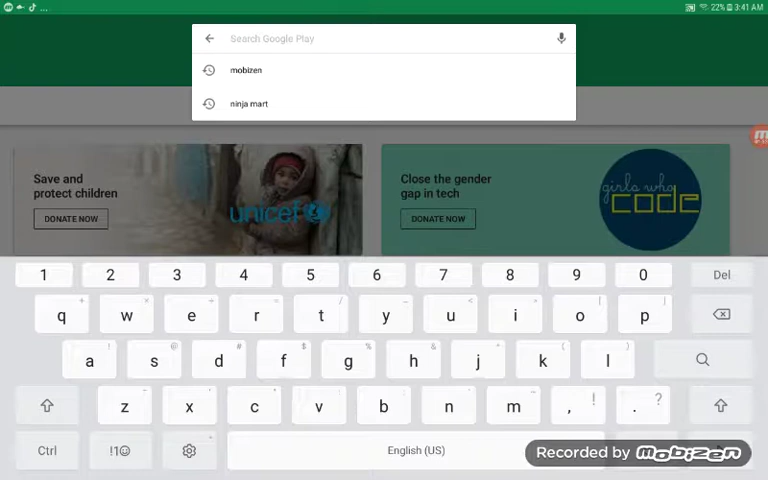 22% 3:41 AM
Search Google Play
mobizen
ninja mart
Save and
protect children
DONATE NOW
unicef
Close the gender
gap in tech
DONATE NOW
girls who
code
1 2 3 4 5 6 7 8 9 0 Del
q w e r t y u i o p
a s d f g h j k l
z x c v b n m , ! . ?
Ctrl !1☺ English (US)
Recorded by mobizen